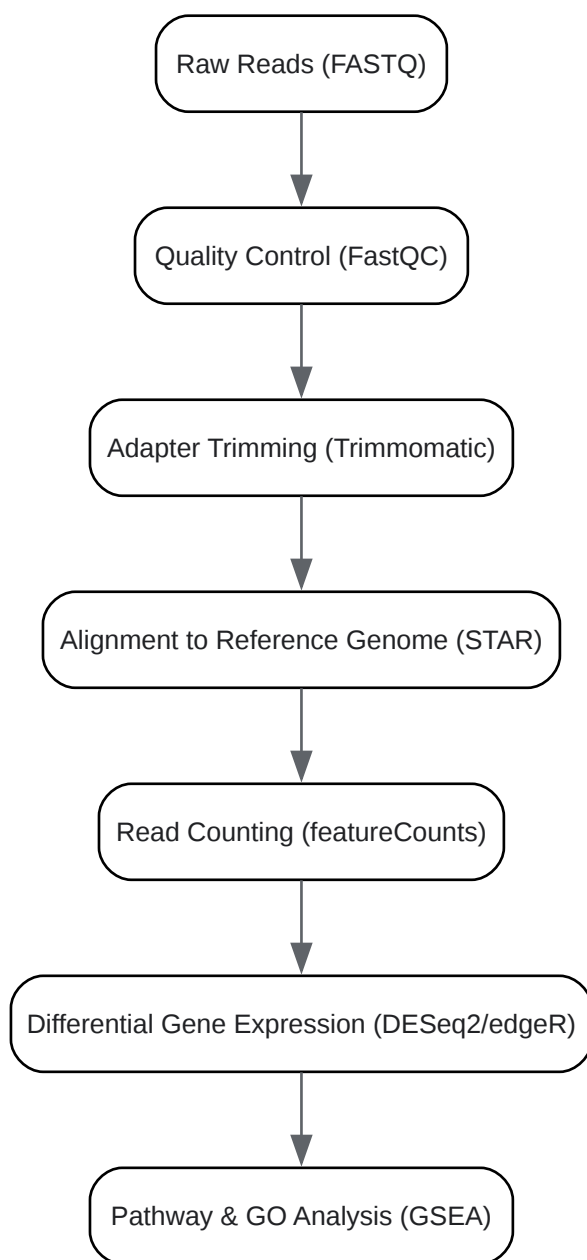 Raw Reads (FASTQ)
Quality Control (FastQC)
Adapter Trimming (Trimmomatic)
Alignment to Reference Genome (STAR)
Read Counting (featureCounts)
Differential Gene Expression (DESeq2/edgeR)
Pathway & GO Analysis (GSEA)